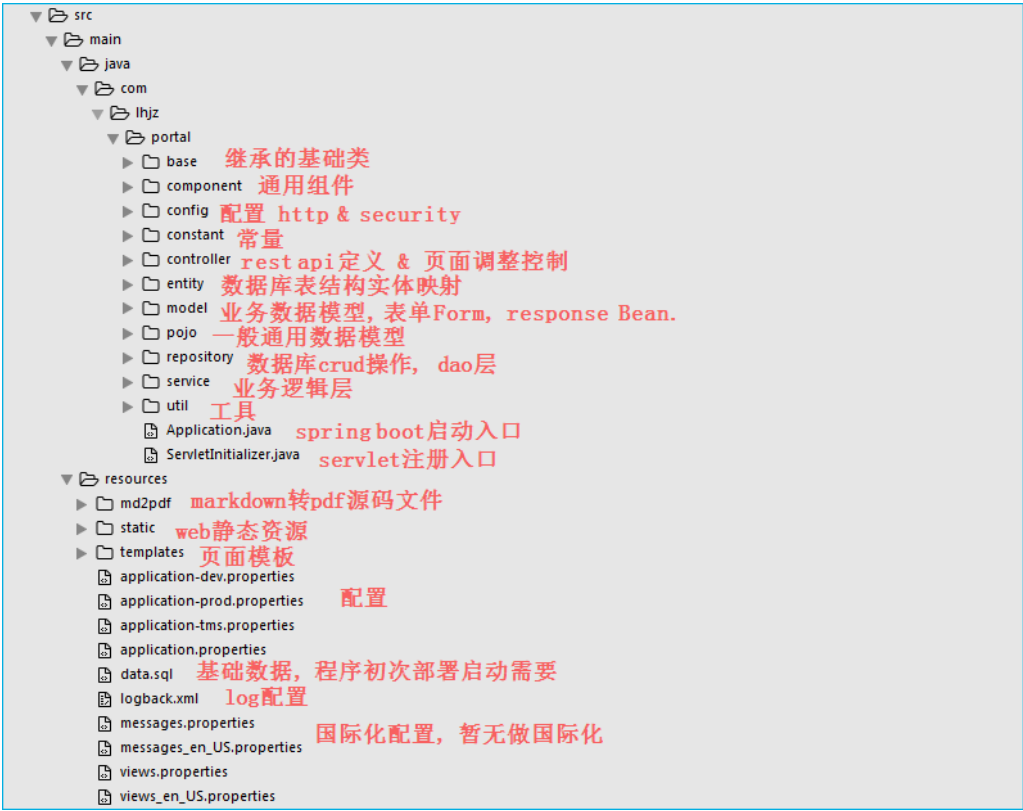 src
main
java
com
lhjz
portal
base 继承的基础类
component 通用组件
config 配置 http & security
constant 常量
controller rest api定义 & 页面调整控制
entity 数据库表结构实体映射
model 业务数据模型, 表单Form, response Bean.
pojo 一般通用数据模型
repository 数据库crud操作, dao层
service 业务逻辑层
util 工具
Application.java spring boot启动入口
ServletInitializer.java servlet注册入口
resources
md2pdf markdown转pdf源码文件
static web静态资源
templates 页面模板
application-dev.properties
application-prod.properties 配置
application-tms.properties
application.properties
data.sql 基础数据, 程序初次部署启动需要
logback.xml log配置
messages.properties 国际化配置, 暂无做国际化
messages_en_US.properties
views.properties
views_en_US.properties